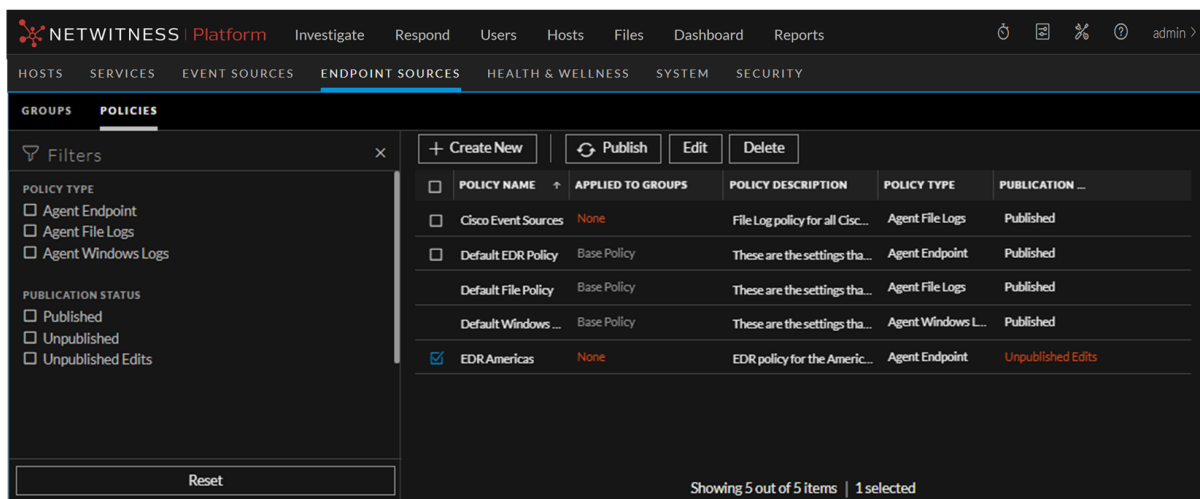 NETWITNESS | Platform Investigate Respond Users Hosts Files Dashboard Reports admin >
HOSTS SERVICES EVENT SOURCES ENDPOINT SOURCES HEALTH & WELLNESS SYSTEM SECURITY
GROUPS POLICIES
Filters ×
POLICY TYPE
Agent Endpoint
Agent File Logs
Agent Windows Logs
PUBLICATION STATUS
Published
Unpublished
Unpublished Edits
Reset
+ Create New Publish Edit Delete
POLICY NAME ↑ APPLIED TO GROUPS POLICY DESCRIPTION POLICY TYPE PUBLICATION ...
Cisco Event Sources None File Log policy for all Cisc... Agent File Logs Published
Default EDR Policy Base Policy These are the settings tha... Agent Endpoint Published
Default File Policy Base Policy These are the settings tha... Agent File Logs Published
Default Windows ... Base Policy These are the settings tha... Agent Windows L... Published
EDR Americas None EDR policy for the Americ... Agent Endpoint Unpublished Edits
Showing 5 out of 5 items | 1 selected